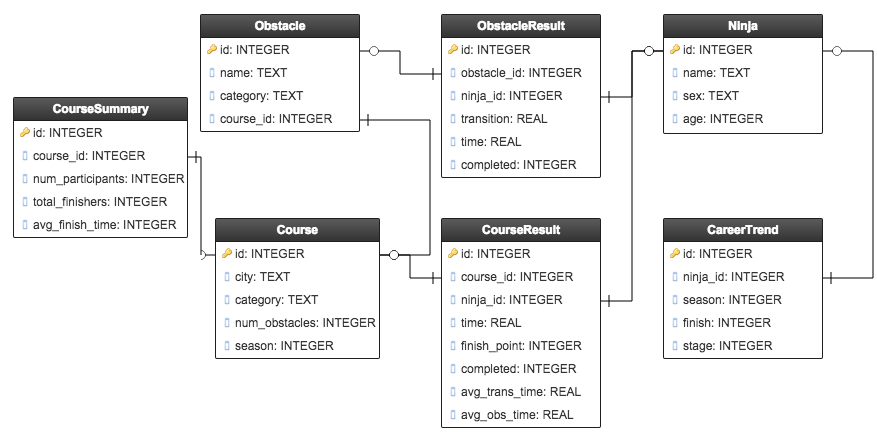 Obstacle
id: INTEGER
name: TEXT
category: TEXT
course_id: INTEGER
ObstacleResult
id: INTEGER
obstacle_id: INTEGER
ninja_id: INTEGER
transition: REAL
time: REAL
completed: INTEGER
Ninja
id: INTEGER
name: TEXT
sex: TEXT
age: INTEGER
CourseSummary
id: INTEGER
course_id: INTEGER
num_participants: INTEGER
total_finishers: INTEGER
avg_finish_time: INTEGER
Course
id: INTEGER
city: TEXT
category: TEXT
num_obstacles: INTEGER
season: INTEGER
CourseResult
id: INTEGER
course_id: INTEGER
ninja_id: INTEGER
time: REAL
finish_point: INTEGER
completed: INTEGER
avg_trans_time: REAL
avg_obs_time: REAL
CareerTrend
id: INTEGER
ninja_id: INTEGER
season: INTEGER
finish: INTEGER
stage: INTEGER